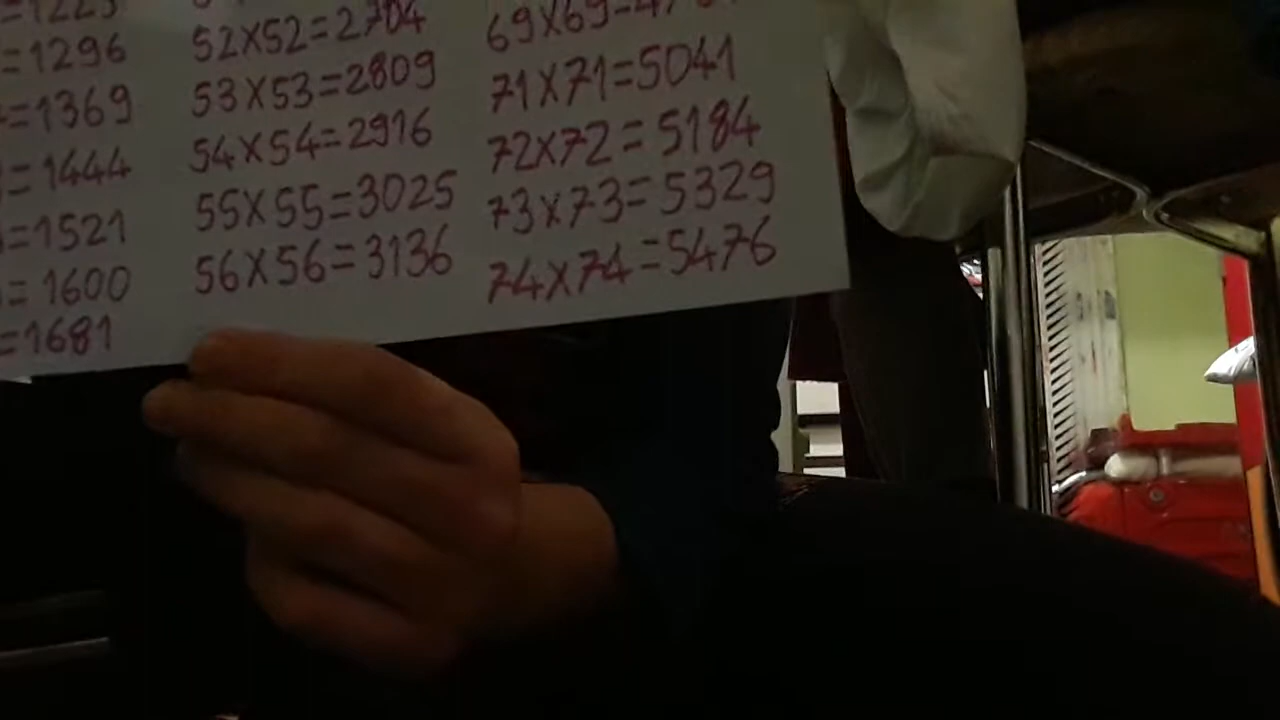 =1225
=1296
=1369
=1444
=1521
=1600
=1681
52X52=2704
53X53=2809
54X54=2916
55X55=3025
56X56=3136
71X71=5041
72X72=5184
73X73=5329
74X74=5476